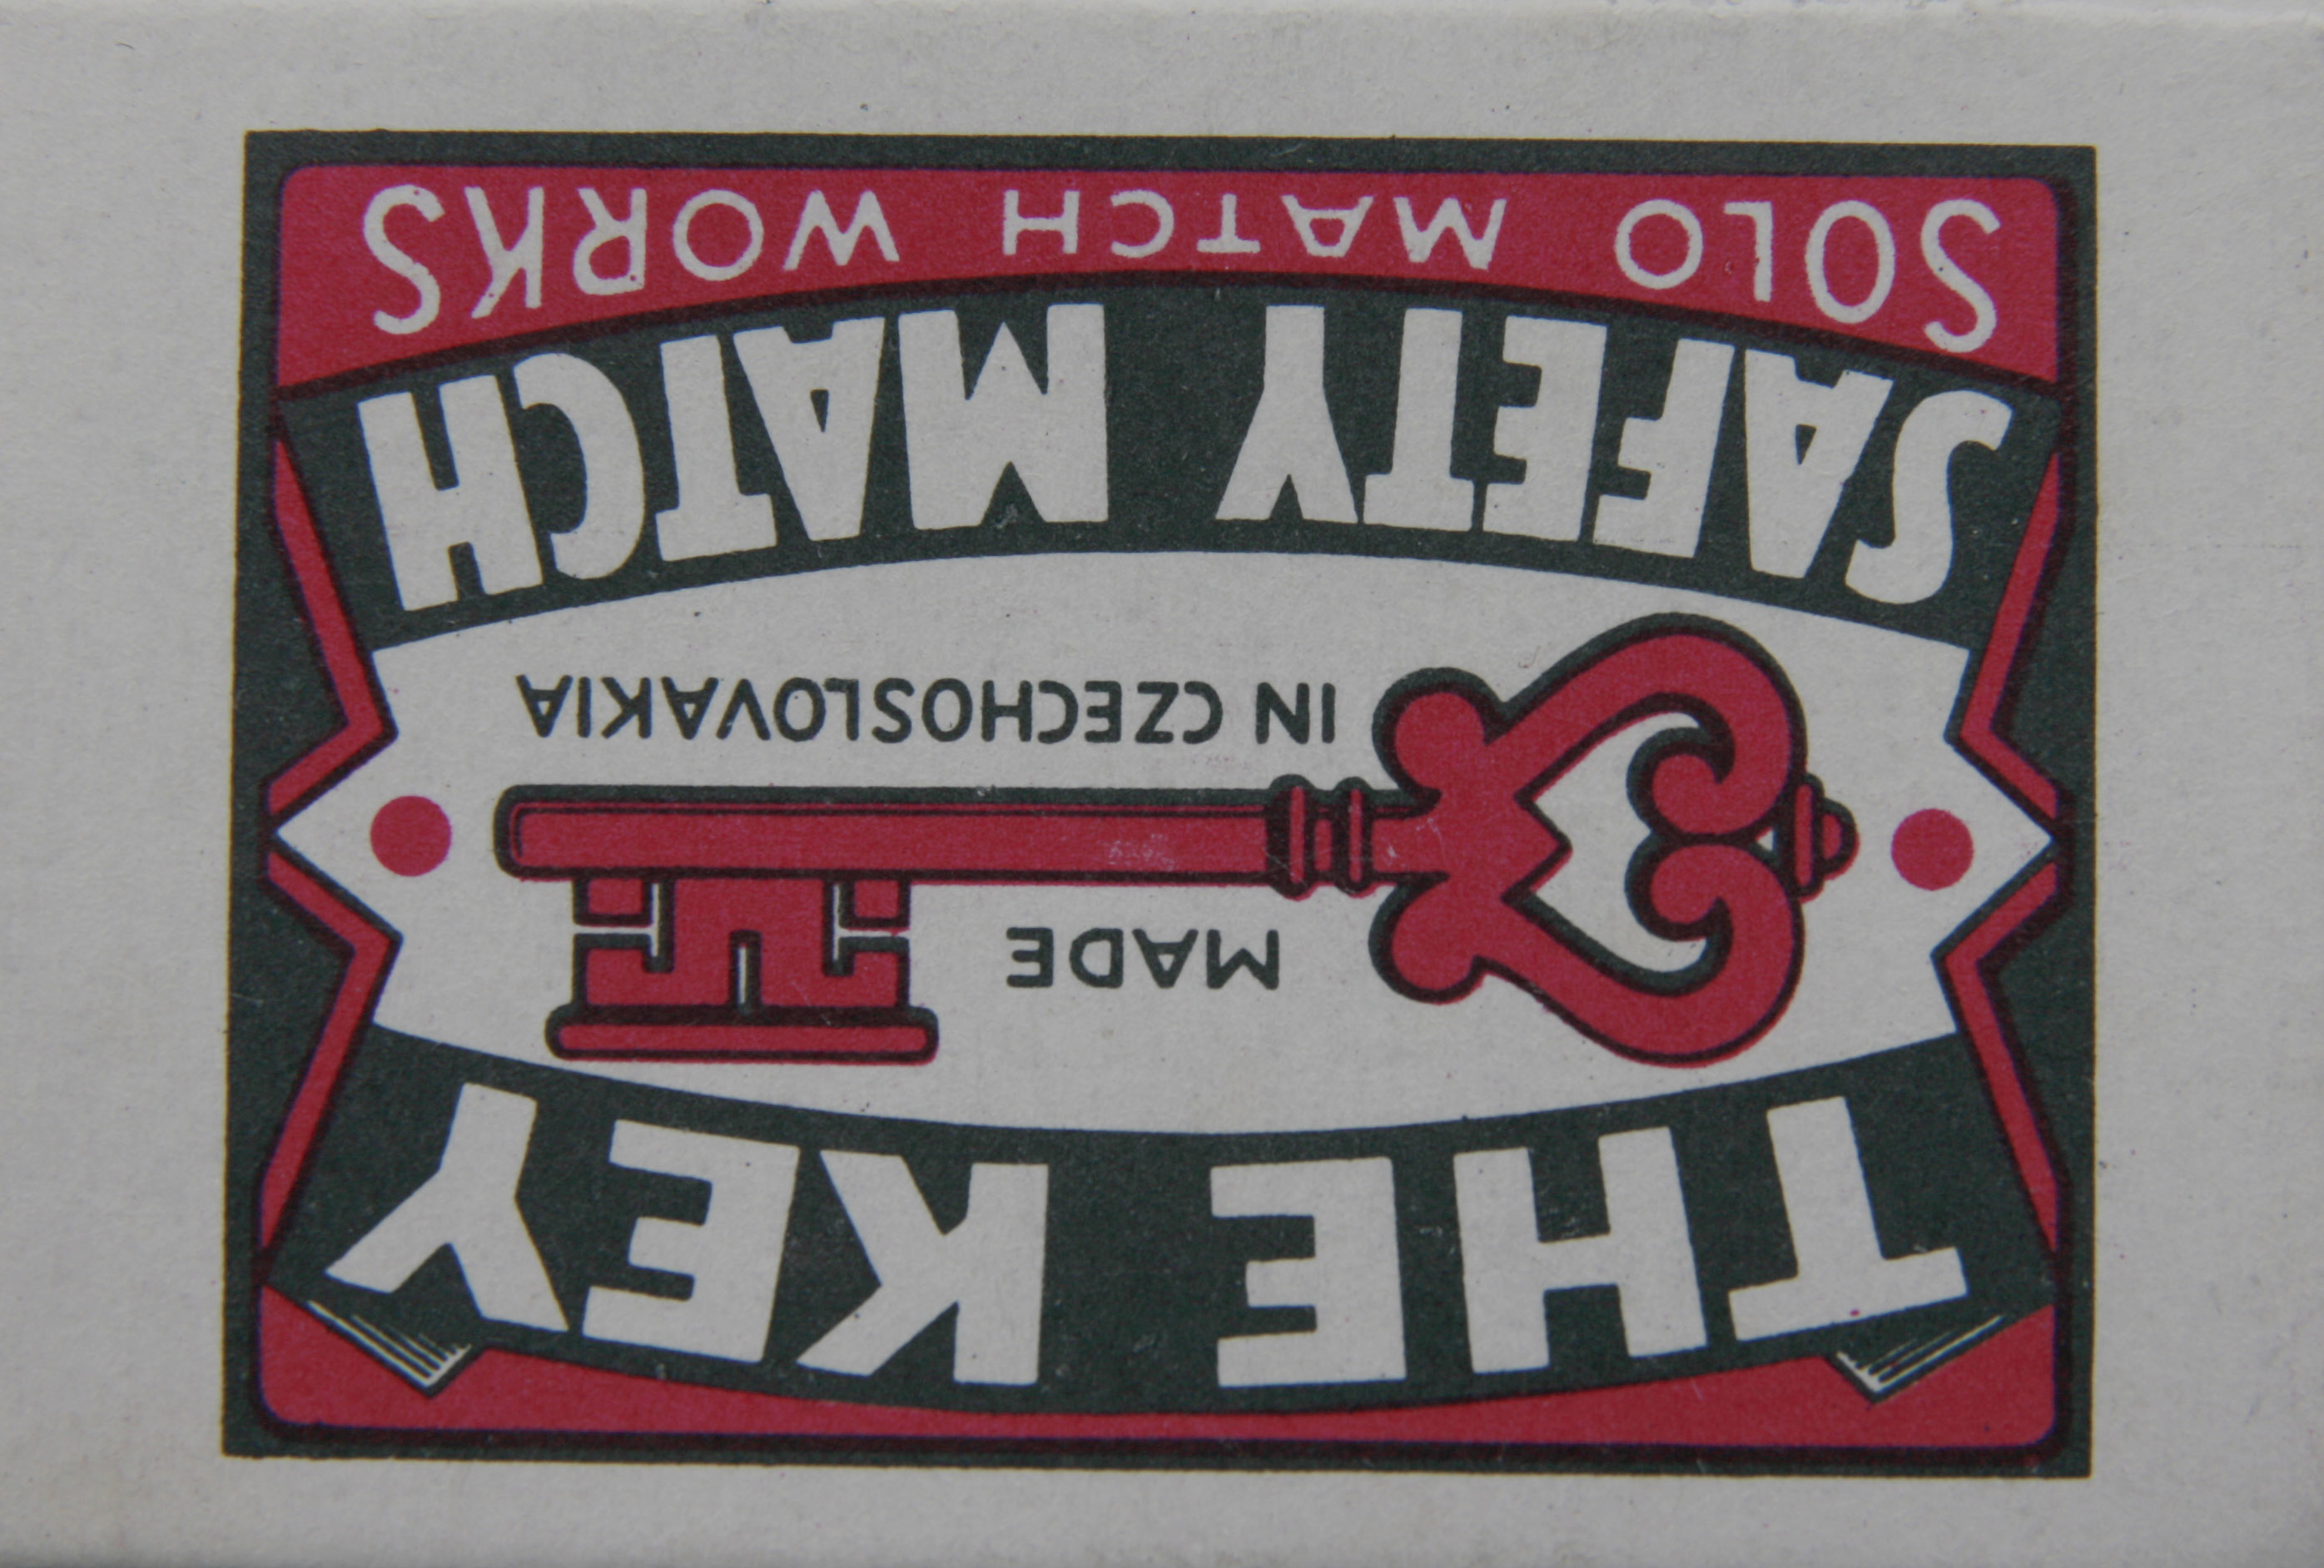 THE KEY
MADE
IN CZECHOSLOVAKIA
SAFETY MATCH
SOLO MATCH WORKS